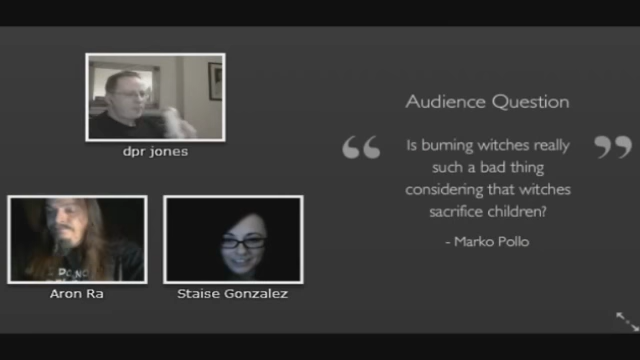 Audience Question
“ Is burning witches really ”
such a bad thing
considering that witches
sacrifice children?
- Marko Pollo
dpr jones
Aron Ra
Staise Gonzalez